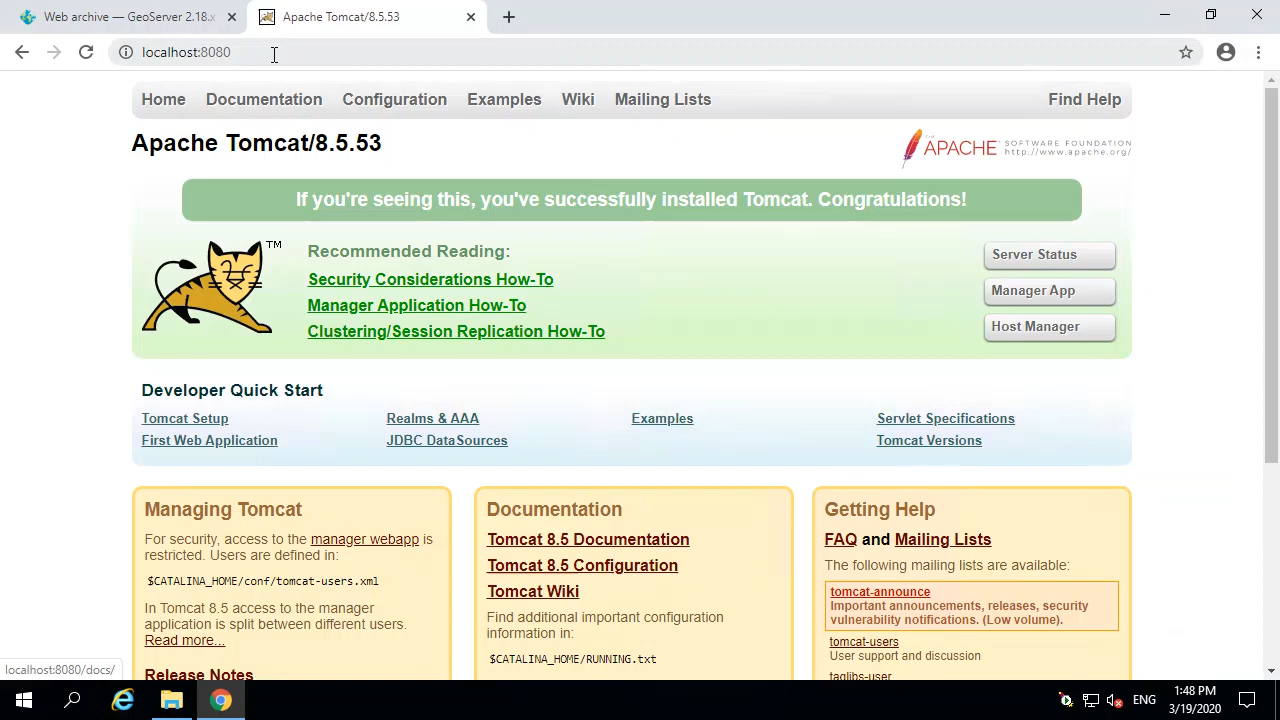 Web archive — GeoServer 2.18.x
Apache Tomcat/8.5.53
localhost:8080
Home Documentation Configuration Examples Wiki Mailing Lists Find Help
Apache Tomcat/8.5.53
THE APACHE® SOFTWARE FOUNDATION
http://www.apache.org/
If you're seeing this, you've successfully installed Tomcat. Congratulations!
TM
Recommended Reading:
Security Considerations How-To
Manager Application How-To
Clustering/Session Replication How-To
Server Status
Manager App
Host Manager
Developer Quick Start
Tomcat Setup
First Web Application
Realms & AAA
JDBC DataSources
Examples
Servlet Specifications
Tomcat Versions
Managing Tomcat
For security, access to the manager webapp is
restricted. Users are defined in:
$CATALINA_HOME/conf/tomcat-users.xml
In Tomcat 8.5 access to the manager
application is split between different users.
Read more...
Release Notes
Documentation
Tomcat 8.5 Documentation
Tomcat 8.5 Configuration
Tomcat Wiki
Find additional important configuration
information in:
$CATALINA_HOME/RUNNING.txt
Getting Help
FAQ and Mailing Lists
The following mailing lists are available:
tomcat-announce
Important announcements, releases, security
vulnerability notifications. (Low volume).
tomcat-users
User support and discussion
taglibs-user
localhost:8080/docs/
ENG
1:48 PM
3/19/2020